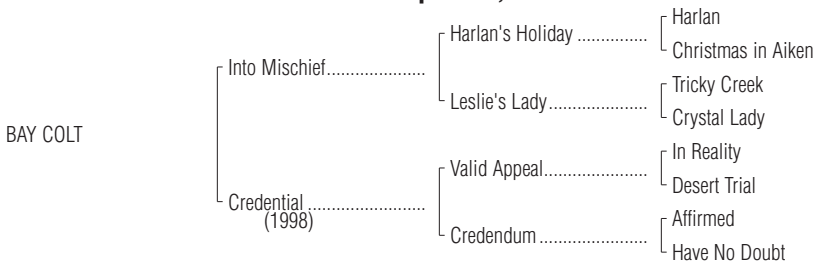 Harlan
Harlan's Holiday ...............
Christmas in Aiken
Into Mischief......................
Tricky Creek
Leslie's Lady.....................
Crystal Lady
BAY COLT
In Reality
Valid Appeal......................
Desert Trial
Credential .........................
(1998)
Affirmed
Credendum .......................
Have No Doubt